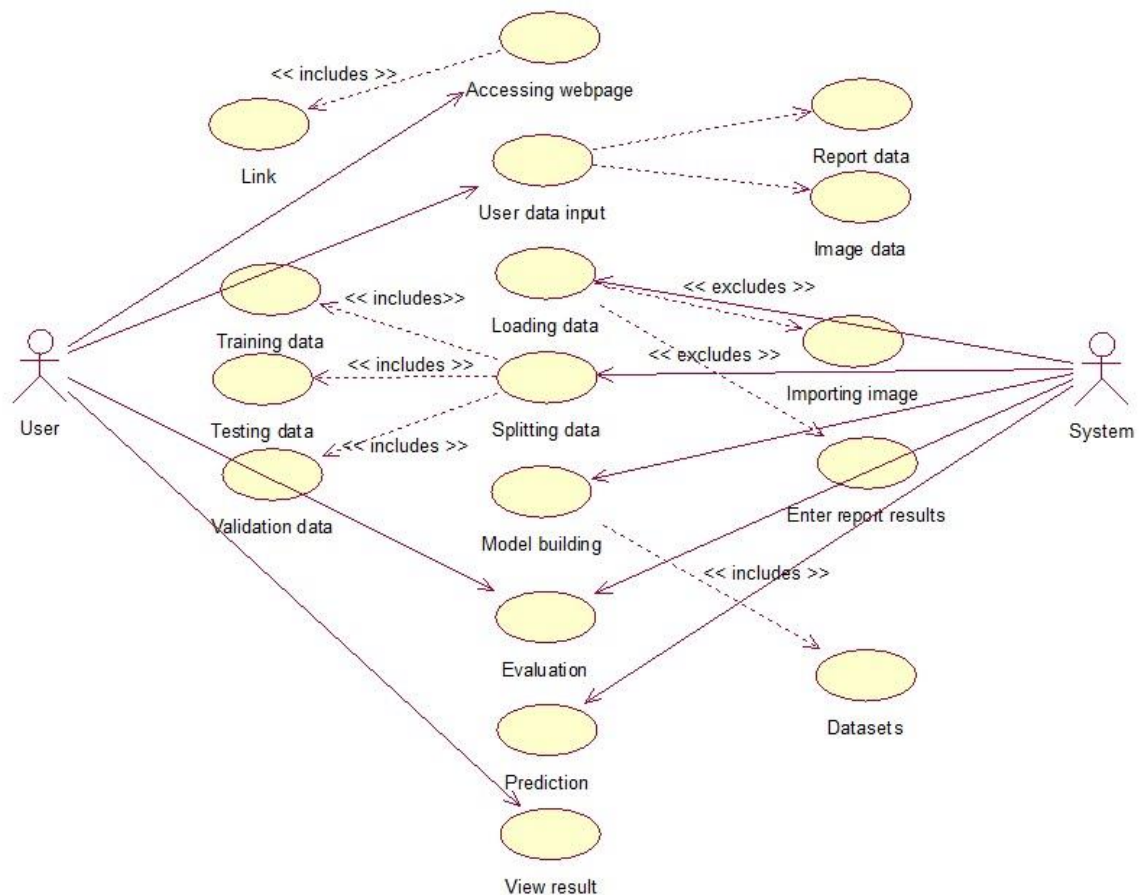 << includes >>
Accessing webpage
Link
Report data
User data input
Image data
<< includes>>
<< excludes >>
Loading data
Training data
<< includes >>
<< excludes >>
Importing image
User
Testing data
Splitting data
System
<< includes >>
Validation data
Model building
Enter report results
<< includes >>
Evaluation
Datasets
Prediction
View result